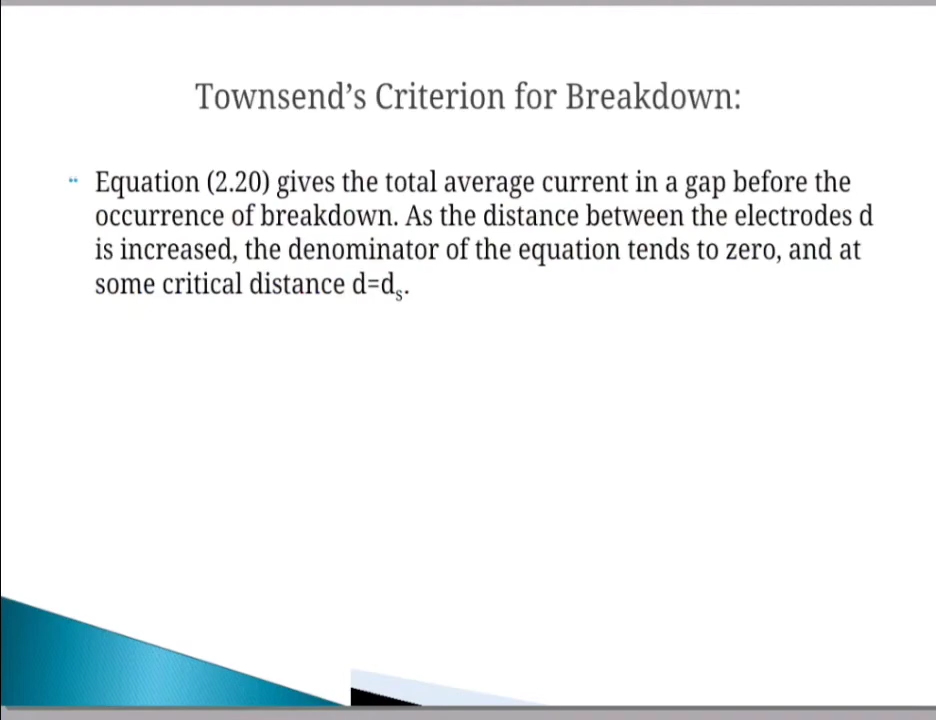 Townsend’s Criterion for Breakdown:
Equation (2.20) gives the total average current in a gap before the
occurrence of breakdown. As the distance between the electrodes d
is increased, the denominator of the equation tends to zero, and at
some critical distance d=dₛ.